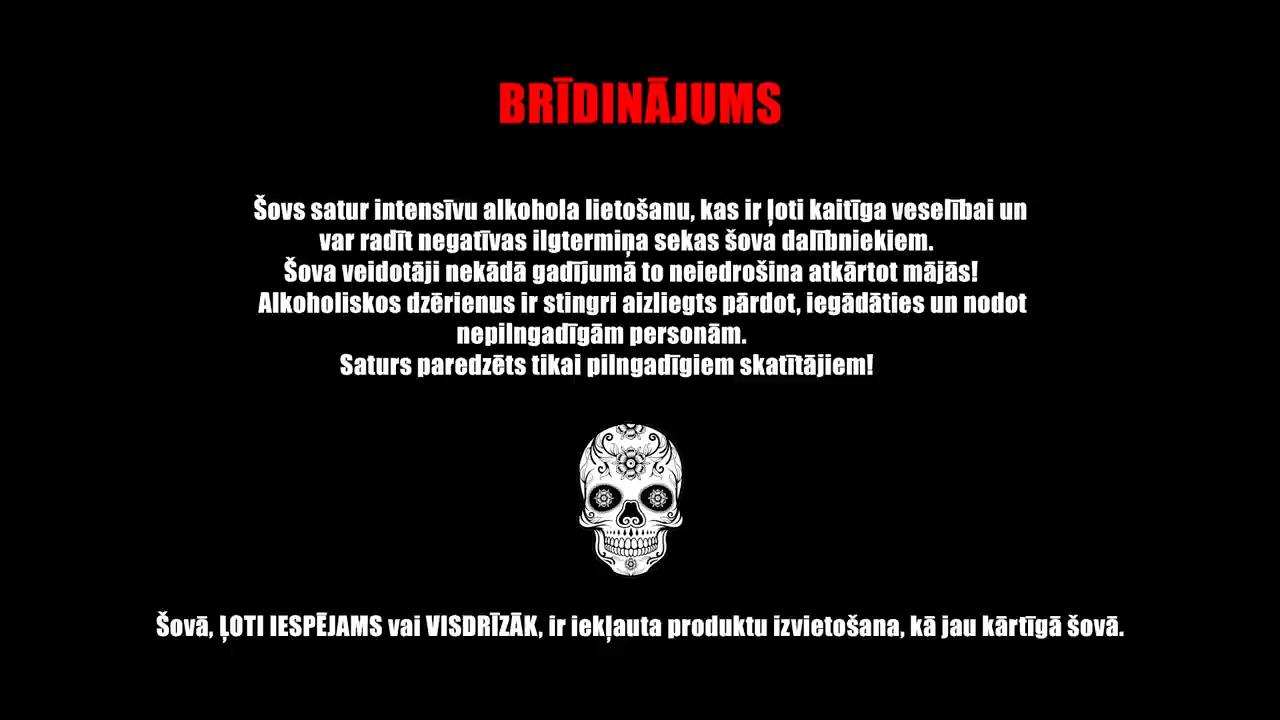 BRĪDINĀJUMS
Šovs satur intensīvu alkohola lietošanu, kas ir ļoti kaitīga veselībai un
var radīt negatīvas ilgtermiņa sekas šova dalībniekiem.
Šova veidotāji nekādā gadījumā to neiedrošina atkārtot mājās!
Alkoholiskos dzērienus ir stingri aizliegts pārdot, iegādāties un nodot
nepilngadīgām personām.
Saturs paredzēts tikai pilngadīgiem skatītājiem!
Šovā, ĻOTI IESPĒJAMS vai VISDRĪZĀK, ir iekļauta produktu izvietošana, kā jau kārtīgā šovā.